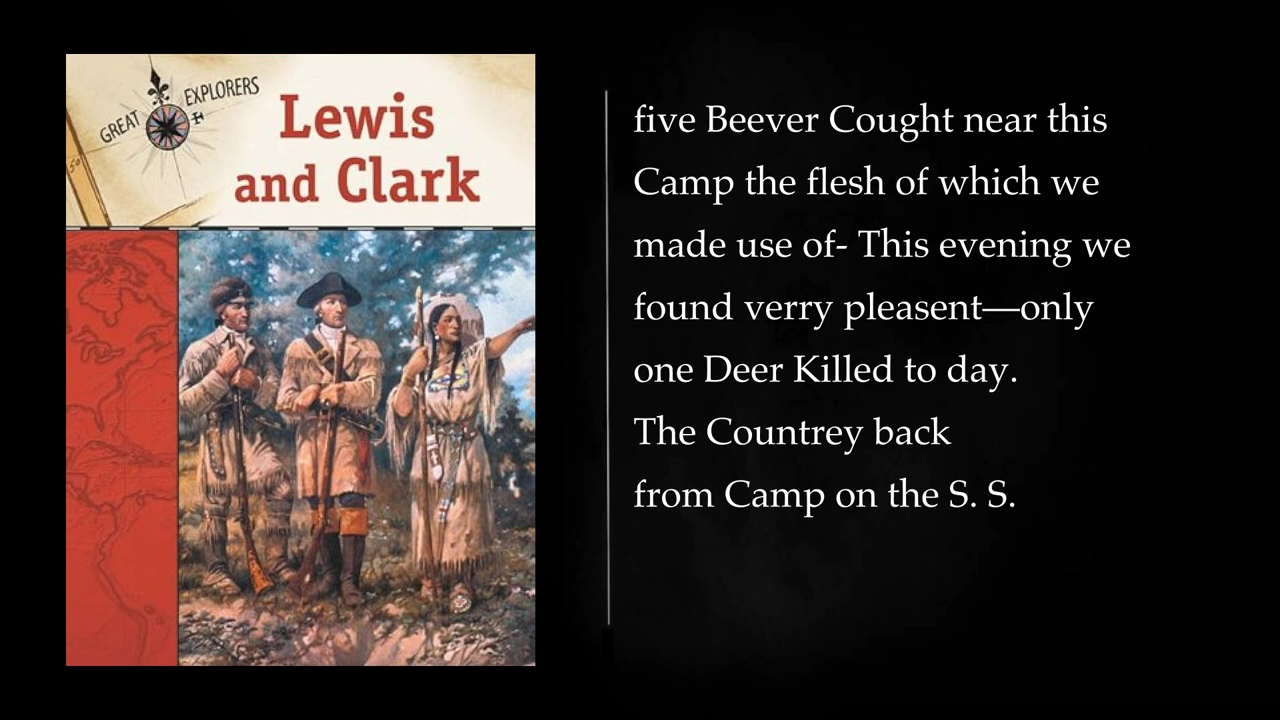 GREAT EXPLORERS
Lewis
and Clark
50
five Beever Cought near this
Camp the flesh of which we
made use of- This evening we
found verry pleasent—only
one Deer Killed to day.
The Countrey back
from Camp on the S. S.